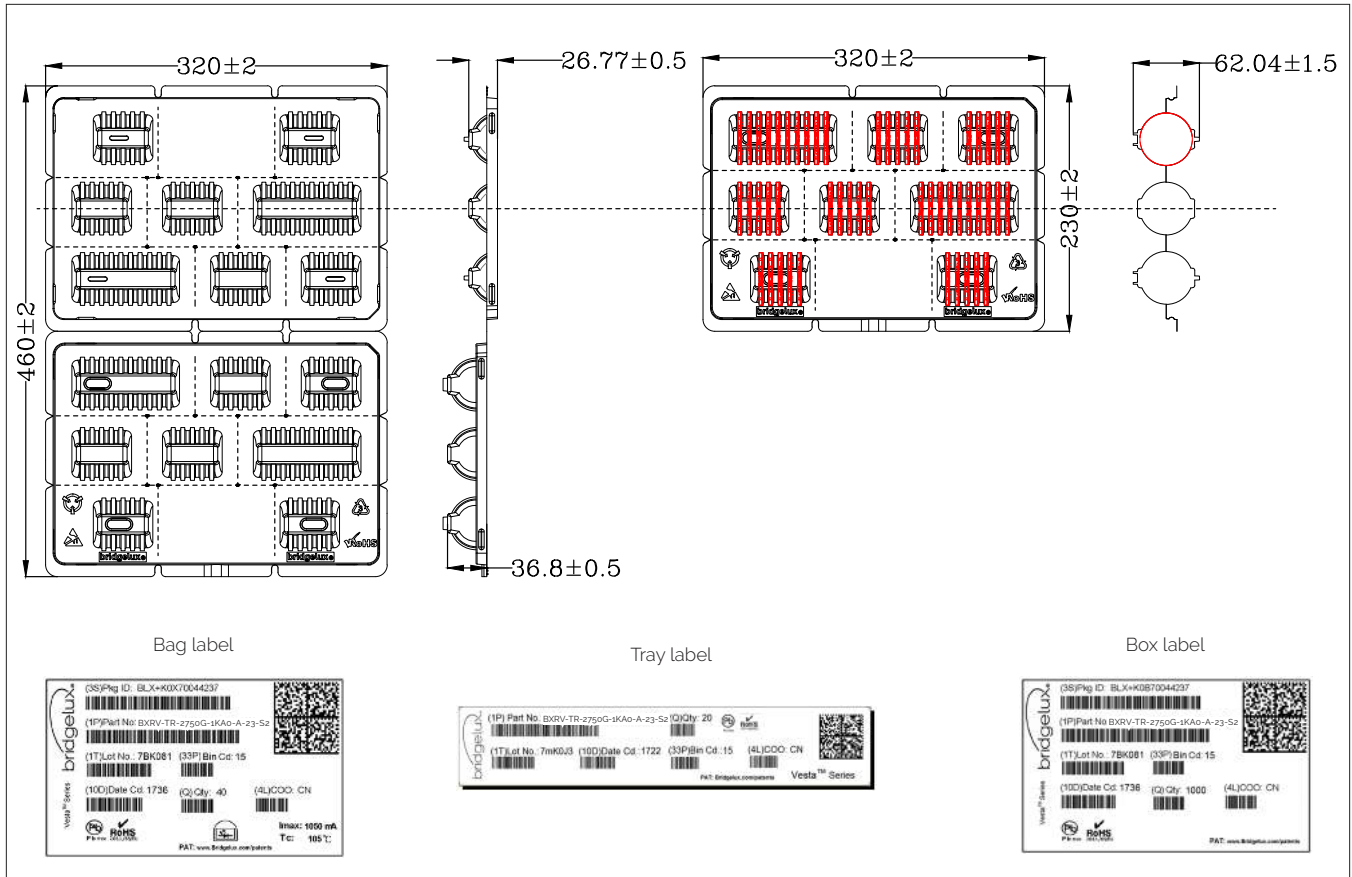 320±2
26.77±0.5
320±2
62.04±1.5
460±2
230±2
RoHS
bridgelux
bridgelux
RoHS
bridgelux
bridgelux
36.8±0.5
Bag label
Tray label
Box label
bridgelux.
Vesta™ Series
(3S)Pkg ID: BLX+K0X70044237
(1P)Part No: BXRV-TR-2750G-1KA0-A-23-S2
(1T)Lot No.: 7BK081 (33P)Bin Cd: 15
(10D)Date Cd: 1736 (Q)Qty: 40 (4L)COO: CN
Pb
RoHS
Imax: 1050 mA
Tc: 105℃
PAT: www.Bridgelux.com/patents
bridgelux.
(1P) Part No. BXRV-TR-2750G-1KA0-A-23-S2 (Q)Qty: 20
RoHS
(1T)Lot No.: 7mK0J3 (10D)Date Cd.:1722 (33P)Bin Cd.:15 (4L)COO: CN
PAT: Bridgelux.com/patents Vesta™ Series
bridgelux.
Vesta™ Series
(3S)Pkg ID: BLX+K0B70044237
(1P)Part No BXRV-TR-2750G-1KA0-A-23-S2
(1T)Lot No.: 7BK081 (33P)Bin Cd: 15
(10D)Date Cd: 1736 (Q)Qty: 1000 (4L)COO: CN
Pb
RoHS
PAT: www.Bridgelux.com/patents